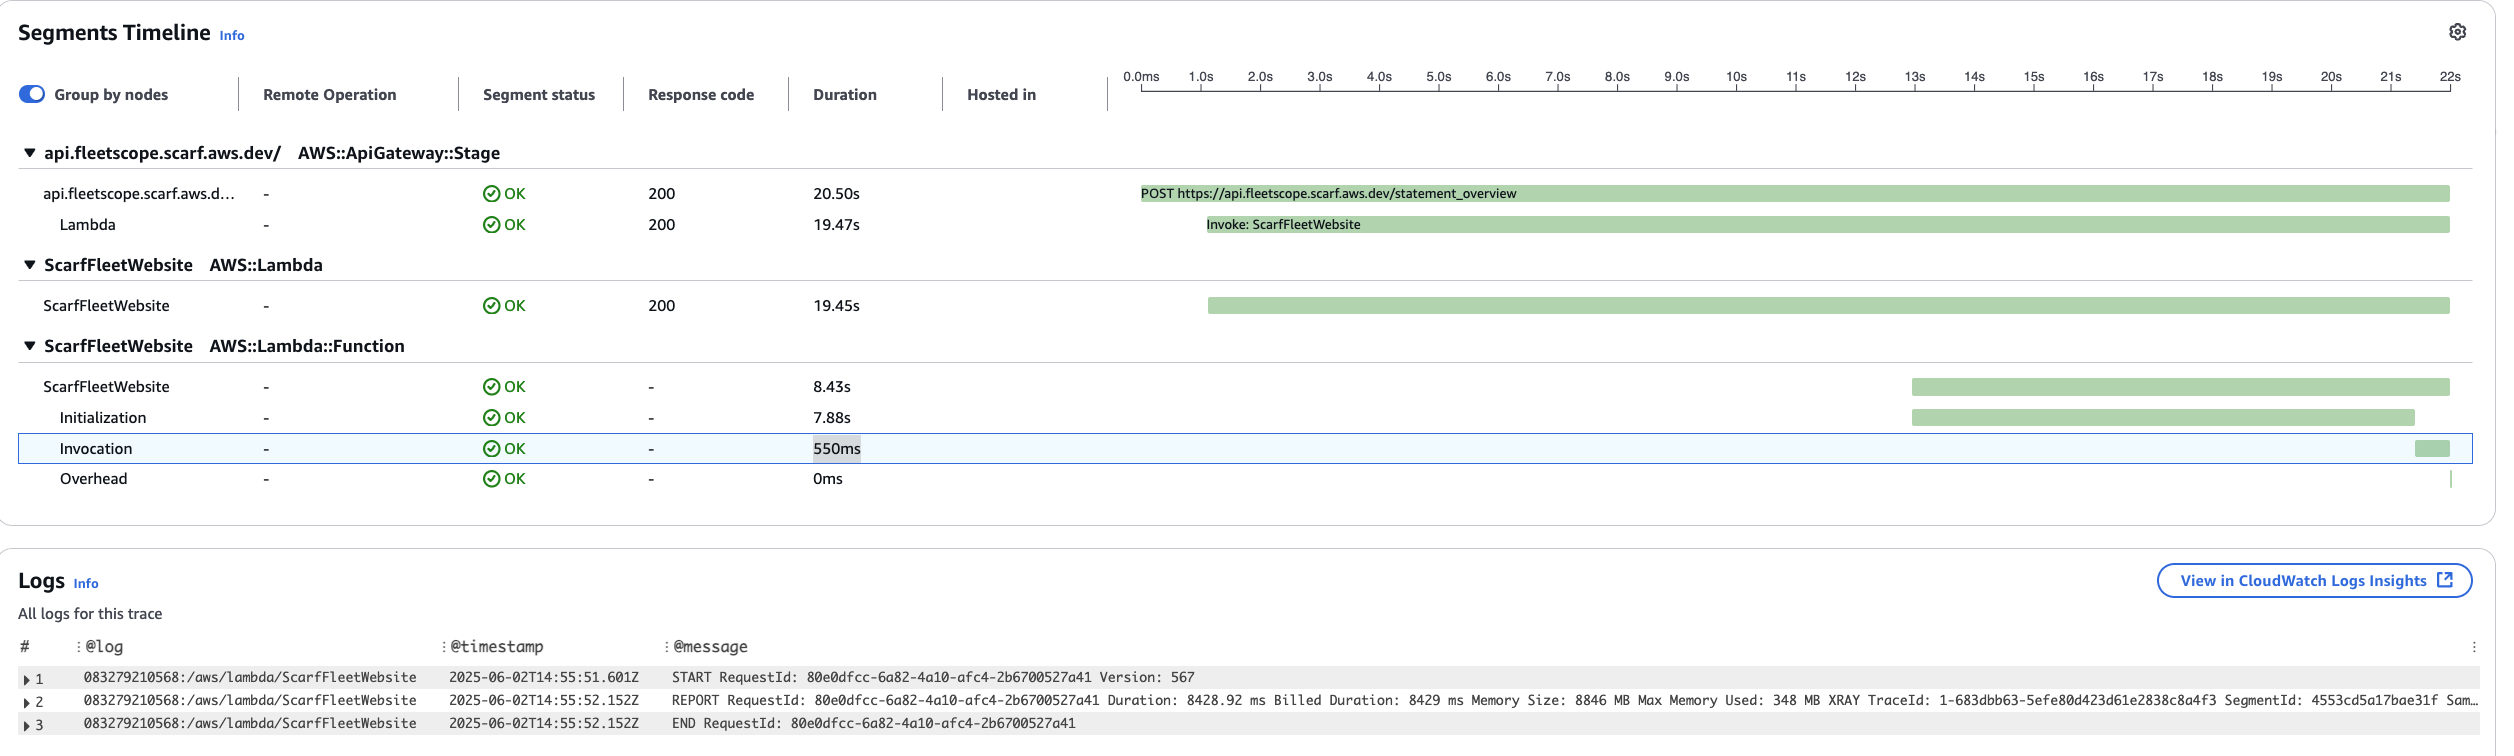 Segments Timeline Info
0.0ms 1.0s 2.0s 3.0s 4.0s 5.0s 6.0s 7.0s 8.0s 9.0s 10s 11s 12s 13s 14s 15s 16s 17s 18s 19s 20s 21s 22s
Group by nodes Remote Operation Segment status Response code Duration Hosted in
api.fleetscope.scarf.aws.dev/ AWS::ApiGateway::Stage
api.fleetscope.scarf.aws.d... - OK 200 20.50s POST https://api.fleetscope.scarf.aws.dev/statement_overview
Lambda - OK 200 19.47s Invoke: ScarfFleetWebsite
ScarfFleetWebsite AWS::Lambda
ScarfFleetWebsite - OK 200 19.45s
ScarfFleetWebsite AWS::Lambda::Function
ScarfFleetWebsite - OK - 8.43s
Initialization - OK - 7.88s
Invocation - OK - 550ms
Overhead - OK - 0ms
Logs Info
View in CloudWatch Logs Insights
All logs for this trace
# @log @timestamp @message
1 083279210568:/aws/lambda/ScarfFleetWebsite 2025-06-02T14:55:51.601Z START RequestId: 80e0dfcc-6a82-4a10-afc4-2b6700527a41 Version: 567
2 083279210568:/aws/lambda/ScarfFleetWebsite 2025-06-02T14:55:52.152Z REPORT RequestId: 80e0dfcc-6a82-4a10-afc4-2b6700527a41 Duration: 8428.92 ms Billed Duration: 8429 ms Memory Size: 8846 MB Max Memory Used: 348 MB XRAY TraceId: 1-683dbb63-5efe80d423d61e2838c8a4f3 SegmentId: 4553cd5a17bae31f Sam...
3 083279210568:/aws/lambda/ScarfFleetWebsite 2025-06-02T14:55:52.152Z END RequestId: 80e0dfcc-6a82-4a10-afc4-2b6700527a41